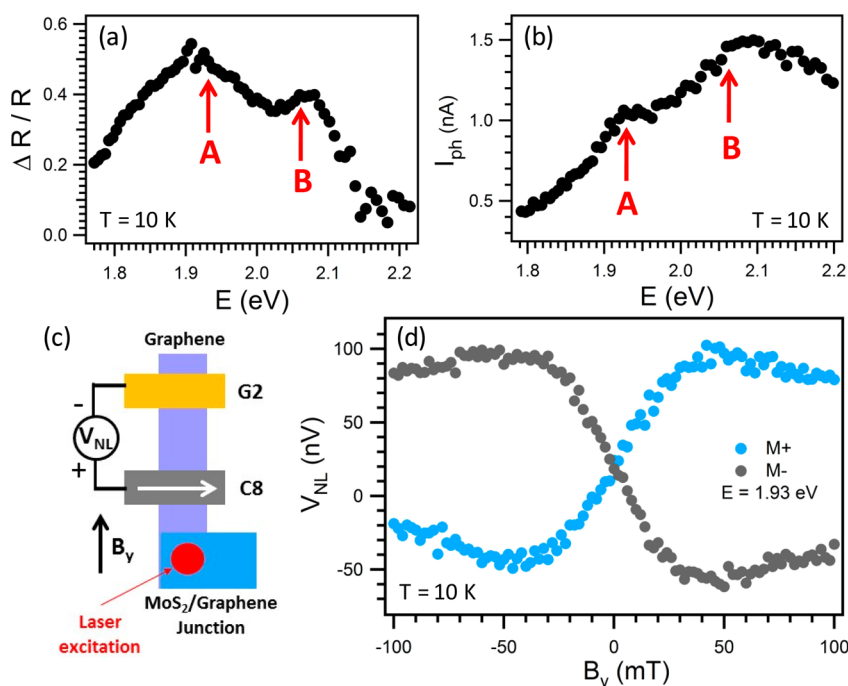 (a)
0.6
0.4
0.2
0.0
Δ R / R
A
B
T = 10 K
1.8
1.9
2.0
2.1
2.2
E (eV)
(b)
1.5
1.0
0.5
I_ph (nA)
A
B
T = 10 K
1.8
1.9
2.0
2.1
2.2
E (eV)
(c)
Graphene
G2
-
V_NL
+
C8
B_y
Laser
excitation
MoS₂/Graphene
Junction
(d)
100
50
0
-50
V_NL (nV)
M+
M-
E = 1.93 eV
T = 10 K
-100
-50
0
50
100
B_y (mT)